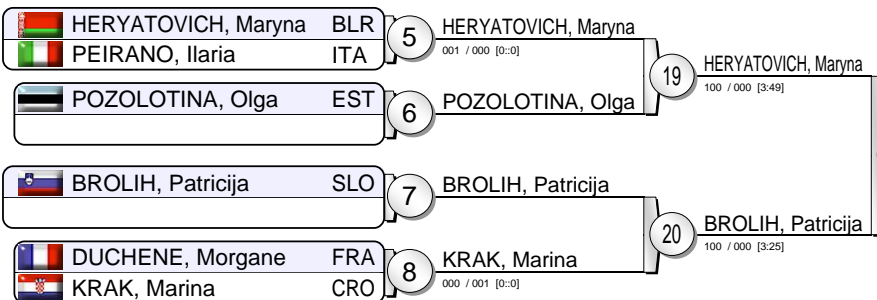 HERYATOVICH, Maryna BLR
PEIRANO, Ilaria ITA
5
HERYATOVICH, Maryna
001 / 000 [0::0]
POZOLOTINA, Olga EST
6
POZOLOTINA, Olga
19
HERYATOVICH, Maryna
100 / 000 [3:49]
BROLIH, Patricija SLO
7
BROLIH, Patricija
DUCHENE, Morgane FRA
KRAK, Marina CRO
8
KRAK, Marina
000 / 001 [0::0]
20
BROLIH, Patricija
100 / 000 [3:25]